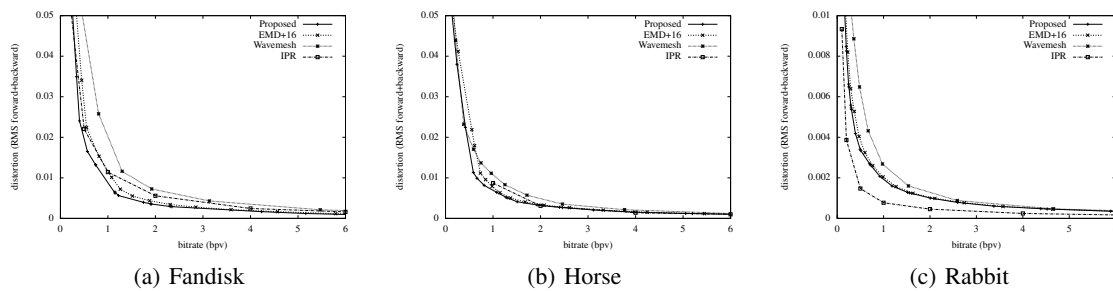 0.05
0.04
0.03
0.02
0.01
0
distortion (RMS forward+backward)
0 1 2 3 4 5 6
bitrate (bpv)
Proposed
EMD+16
Wavemesh
IPR
(a) Fandisk
0.05
0.04
0.03
0.02
0.01
0
distortion (RMS forward+backward)
0 1 2 3 4 5 6
bitrate (bpv)
Proposed
EMD+16
Wavemesh
IPR
(b) Horse
0.01
0.008
0.006
0.004
0.002
0
distortion (RMS forward+backward)
0 1 2 3 4 5
bitrate (bpv)
Proposed
EMD+16
Wavemesh
IPR
(c) Rabbit